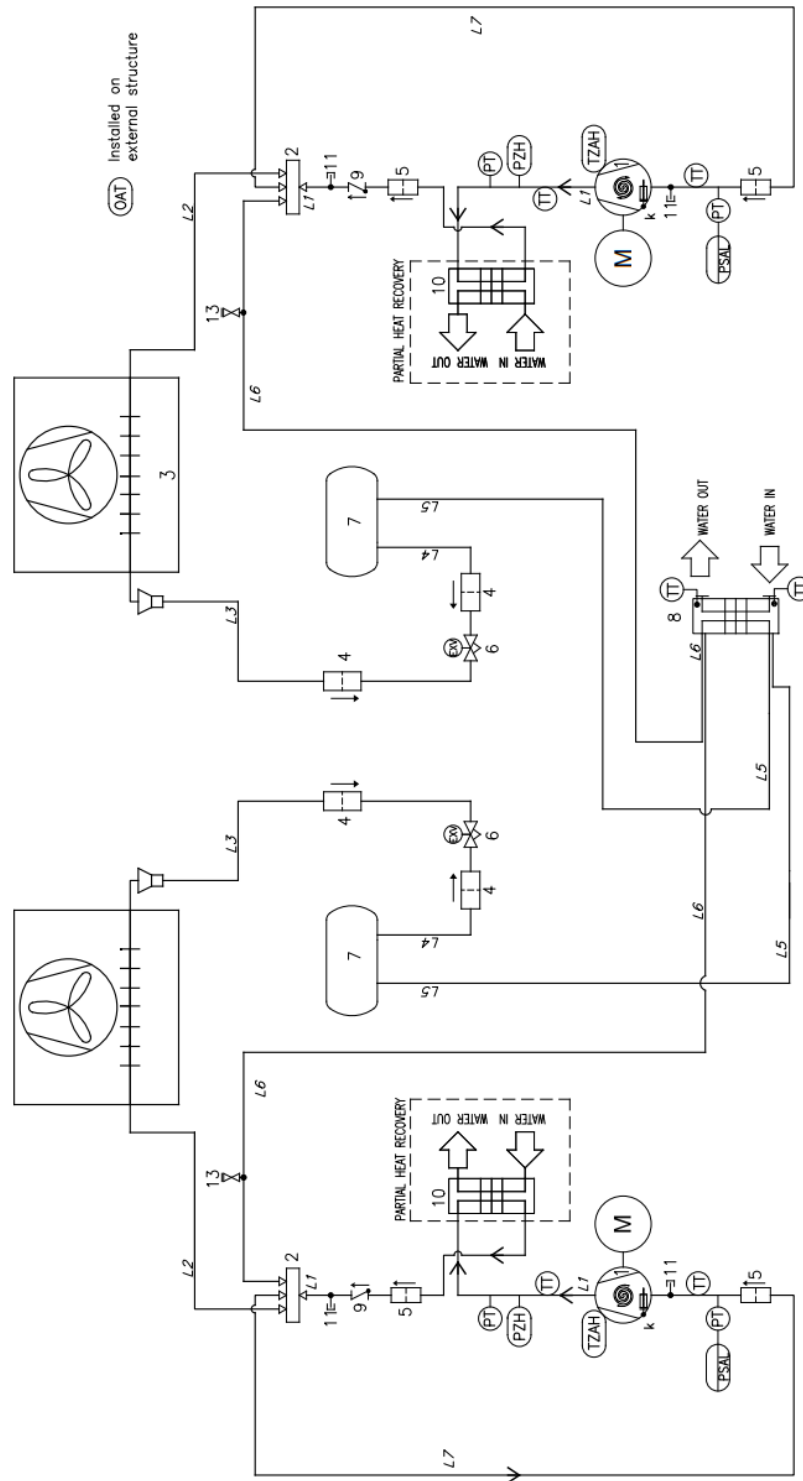 OAT
Installed on
external structure
3
L2
L2
13
13
L3
L3
L6
L6
2
2
L1
L1
11
11
9
9
4
4
7
7
5
5
PARTIAL HEAT RECOVERY
PARTIAL HEAT RECOVERY
L5
L4
L4
L5
10
10
EXV
EXV
6
6
4
4
WATER OUT
WATER IN
WATER OUT
WATER IN
L7
L7
PT
PT
PZH
PZH
TT
TT
L1
L1
TZAH
TZAH
1
1
M
M
k
k
11
11
TT
TT
PT
PT
PSAL
PSAL
5
5
8
L6
L6
L5
L5
TT
TT
WATER OUT
WATER IN